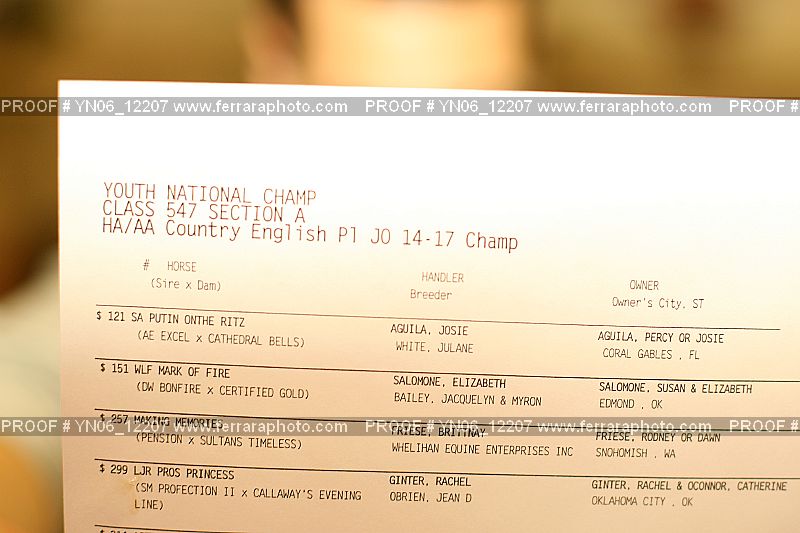 PROOF # YN06_12207 www.ferraraphoto.com PROOF # YN06_12207 www.ferraraphoto.com PROOF #
YOUTH NATIONAL CHAMP
CLASS 547 SECTION A
HA/AA Country English Pl JO 14-17 Champ
# HORSE HANDLER OWNER
(Sire x Dam) Breeder Owner's City, ST
$ 121 SA PUTIN ONTHE RITZ AGUILA, JOSIE AGUILA, PERCY OR JOSIE
(AE EXCEL x CATHEDRAL BELLS) WHITE, JULANE CORAL GABLES , FL
$ 151 WLF MARK OF FIRE SALOMONE, ELIZABETH SALOMONE, SUSAN & ELIZABETH
(DW BONFIRE x CERTIFIED GOLD) BAILEY, JACQUELYN & MYRON EDMOND , OK
$ 257 MAKING MEMORIES FRIESE, BRITTNAY FRIESE, RODNEY OR DAWN
PROOF # YN06_12207 www.ferraraphoto.com PROOF # YN06_12207 www.ferraraphoto.com PROOF #
(PENSION x SULTANS TIMELESS) WHELIHAN EQUINE ENTERPRISES INC SNOHOMISH , WA
$ 299 LJR PROS PRINCESS GINTER, RACHEL GINTER, RACHEL & OCONNOR, CATHERINE
(SM PROFECTION II x CALLAWAY'S EVENING OBRIEN, JEAN D OKLAHOMA CITY , OK
LINE)